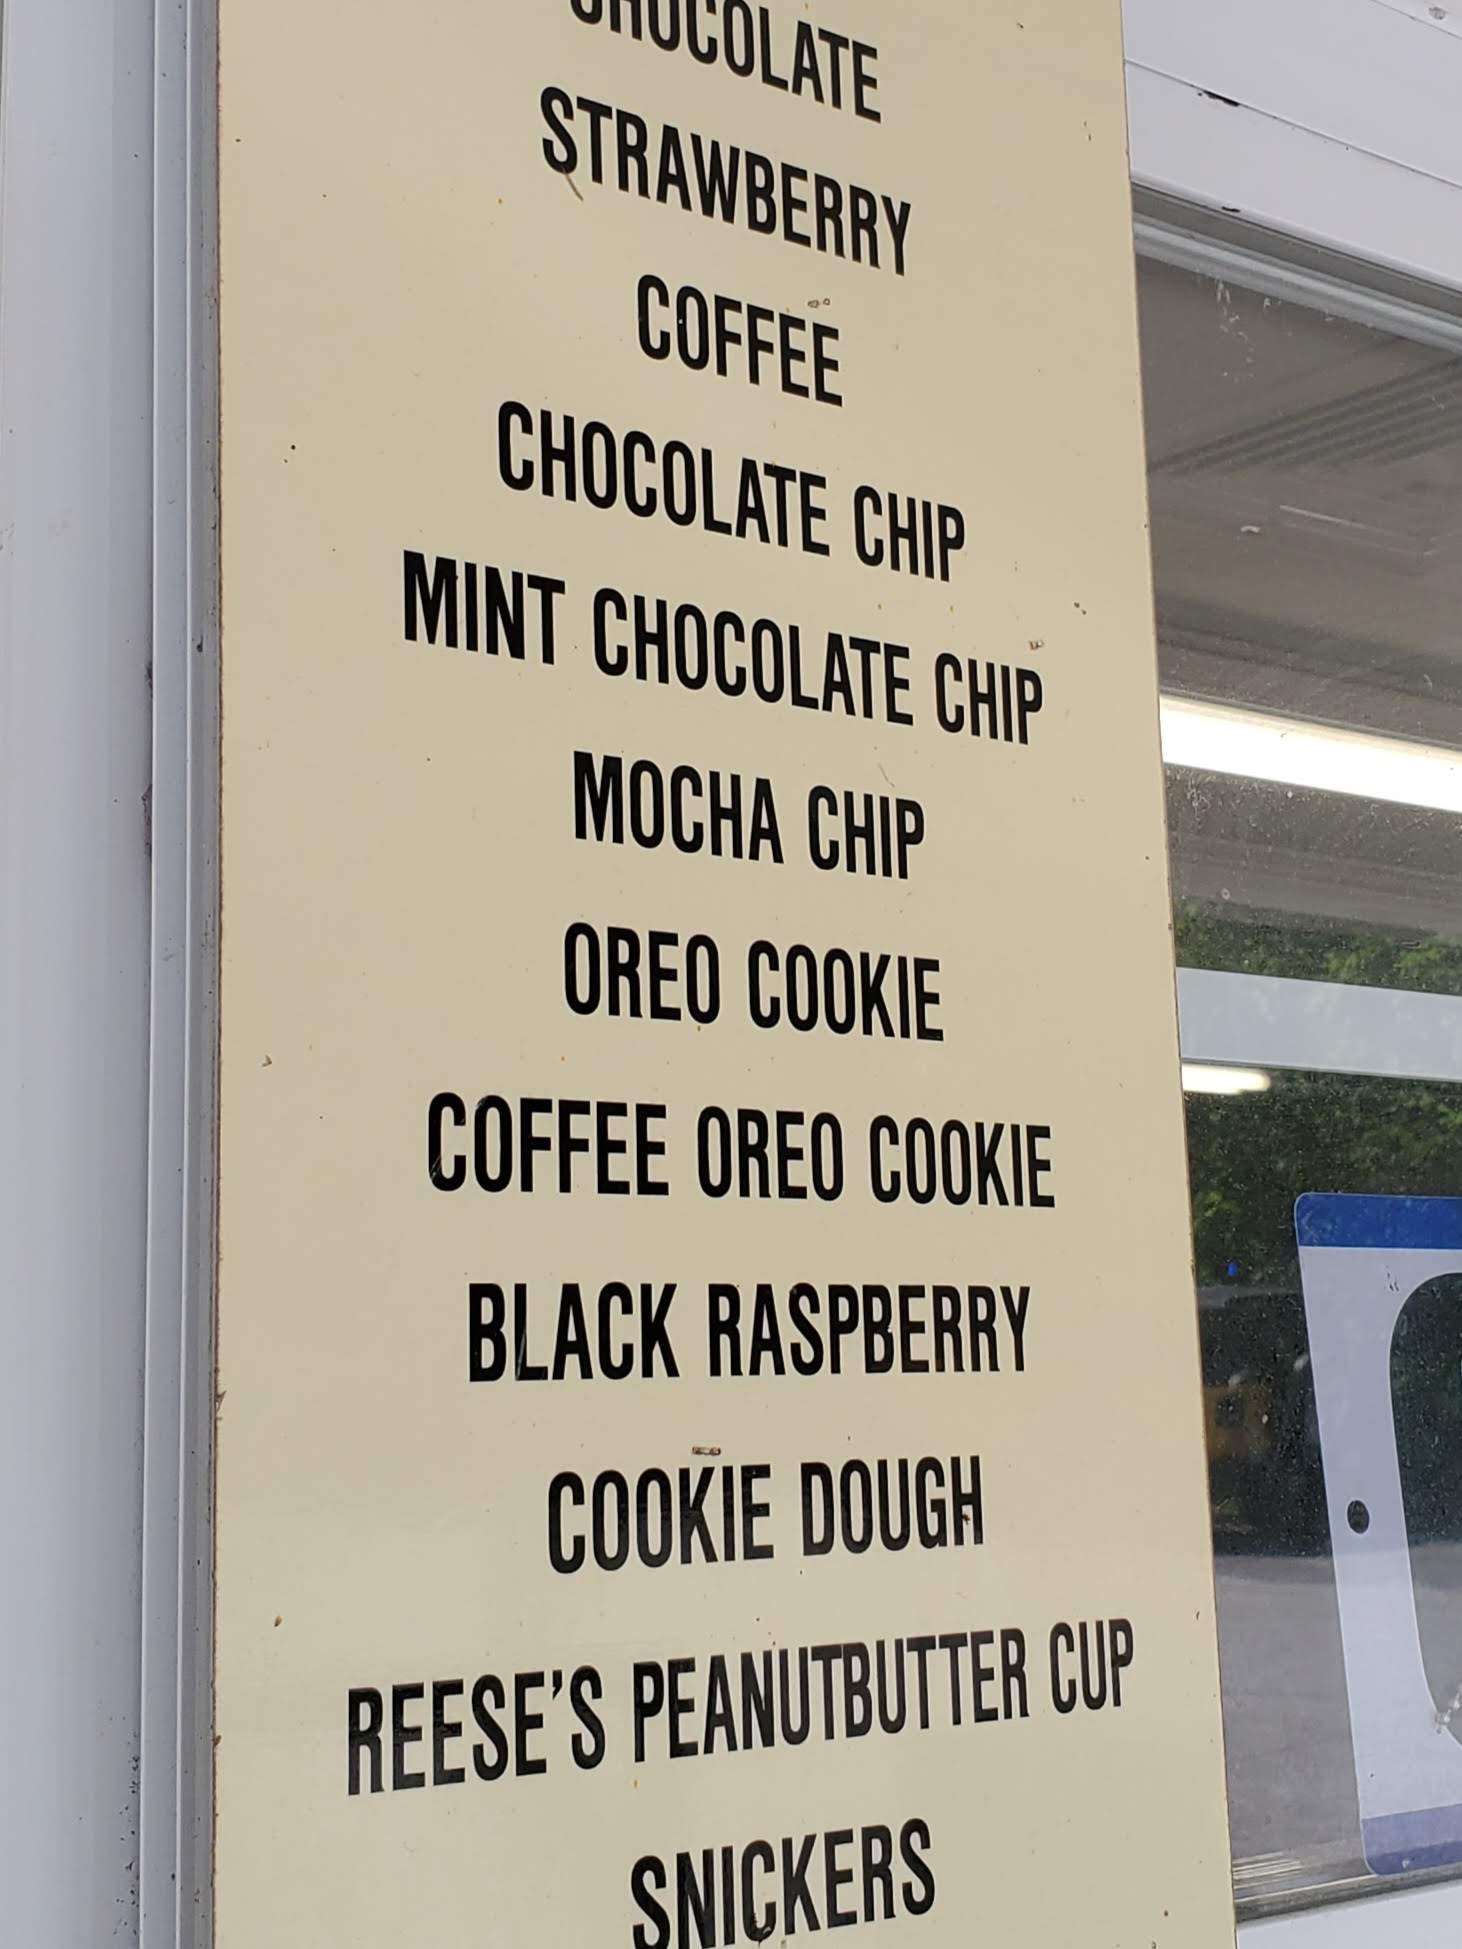 CHOCOLATE
STRAWBERRY
COFFEE
CHOCOLATE CHIP
MINT CHOCOLATE CHIP
MOCHA CHIP
OREO COOKIE
COFFEE OREO COOKIE
BLACK RASPBERRY
COOKIE DOUGH
REESE'S PEANUTBUTTER CUP
SNICKERS